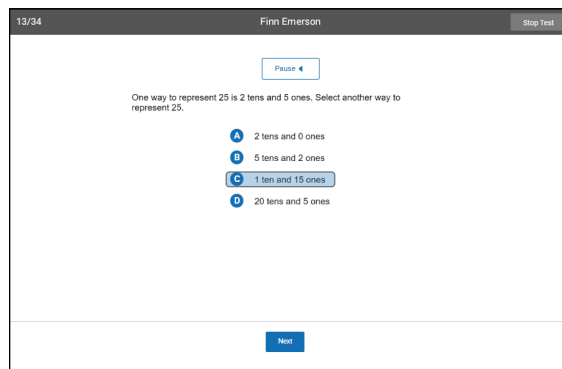 13/34
Finn Emerson
Stop Test
Pause
One way to represent 25 is 2 tens and 5 ones. Select another way to
represent 25.
A 2 tens and 0 ones
B 5 tens and 2 ones
C 1 ten and 15 ones
D 20 tens and 5 ones
Next